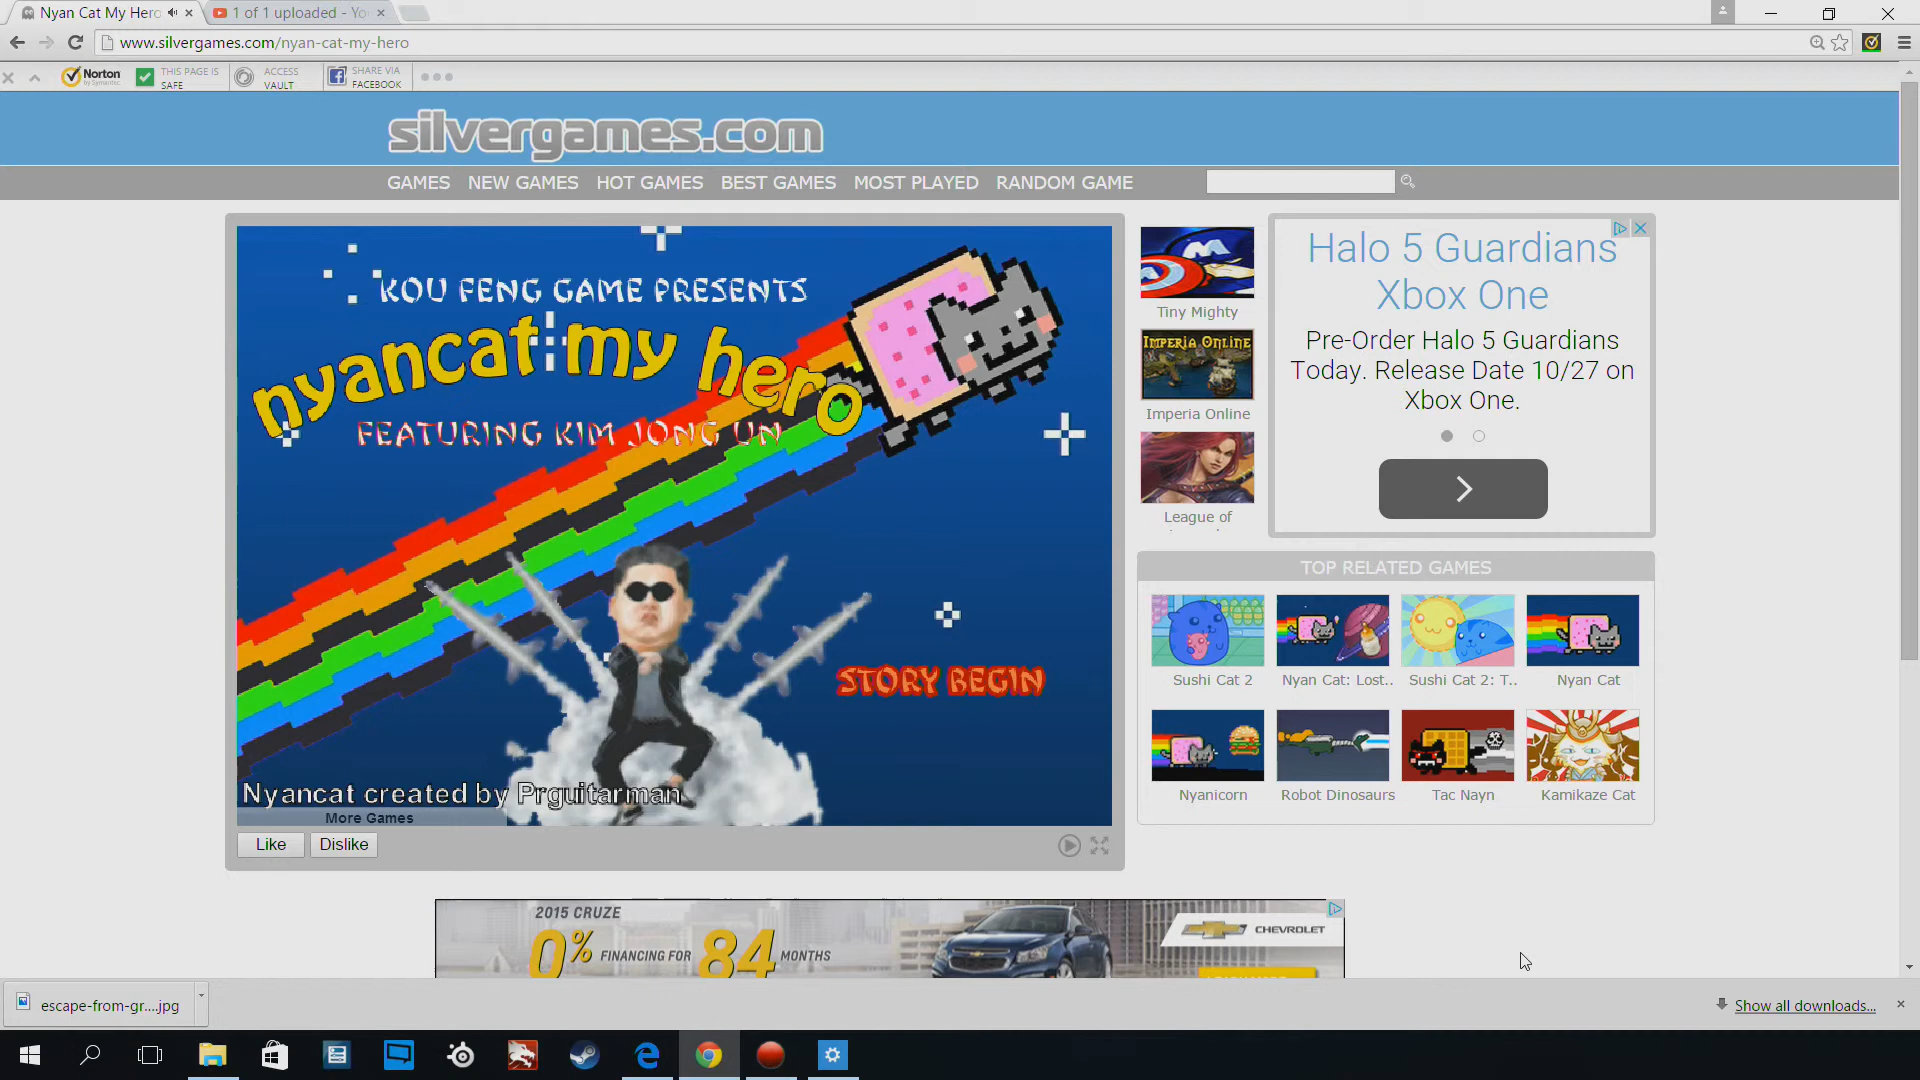 Nyan Cat My Hero
1 of 1 uploaded - Yo
www.silvergames.com/nyan-cat-my-hero
Norton
by Symantec
THIS PAGE IS
SAFE
ACCESS
VAULT
SHARE VIA
FACEBOOK
silvergames.com
GAMES
NEW GAMES
HOT GAMES
BEST GAMES
MOST PLAYED
RANDOM GAME
KOU FENG GAME PRESENTS
nyancat my hero
FEATURING KIM JONG UN
STORY BEGIN
Nyancat created by Prguitarman
More Games
Like
Dislike
Tiny Mighty
IMPERIA ONLINE
Imperia Online
League of
Halo 5 Guardians
Xbox One
Pre-Order Halo 5 Guardians
Today. Release Date 10/27 on
Xbox One.
TOP RELATED GAMES
Sushi Cat 2
Nyan Cat: Lost..
Sushi Cat 2: T..
Nyan Cat
Nyanicorn
Robot Dinosaurs
Tac Nayn
Kamikaze Cat
2015 CRUZE
0% FINANCING FOR 84 MONTHS
CHEVROLET
escape-from-gr....jpg
Show all downloads...